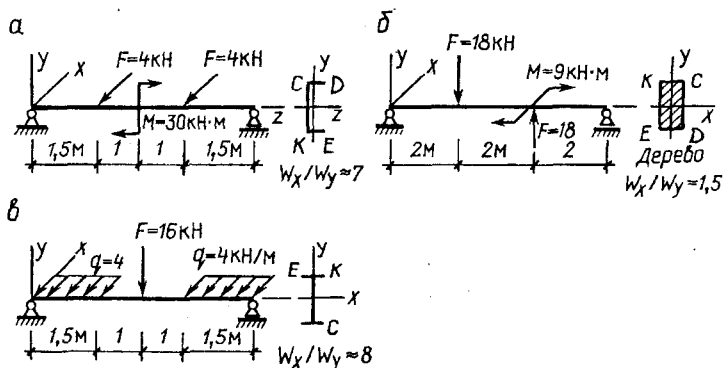 а
y
x
F=4кН
F=4кН
M=30кН·м
z
1,5м
1
1
1,5м
y
C
D
z
K
E
Wx/Wy≈7
б
y
x
F=18кН
M=9кН·м
F=18
2м
2м
2
y
K
C
x
E
D
Дерево
Wx/Wy≈1,5
в
y
x
q=4
F=16кН
q=4кН/м
1,5м
1
1
1,5м
y
E
K
x
C
Wx/Wy≈8